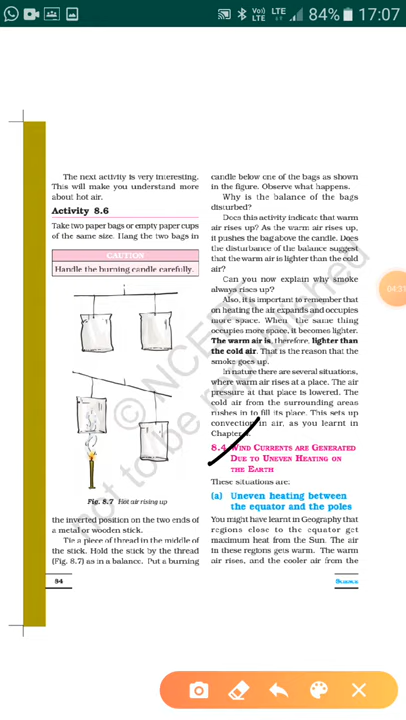 Vo)) LTE
LTE
84%
17:07
The next activity is very interesting.
This will make you understand more
about hot air.
Activity 8.6
Take two paper bags or empty paper cups
of the same size. Hang the two bags in
CAUTION
Handle the burning candle carefully.
Fig. 8.7 Hot air rising up
the inverted position on the two ends of
a metal or wooden stick.
Tie a piece of thread in the middle of
the stick. Hold the stick by the thread
(Fig. 8.7) as in a balance. Put a burning
84
candle below one of the bags as shown
in the figure. Observe what happens.
Why is the balance of the bags
disturbed?
Does this activity indicate that warm
air rises up? As the warm air rises up,
it pushes the bag above the candle. Does
the disturbance of the balance suggest
that the warm air is lighter than the cold
air?
Can you now explain why smoke
always rises up?
Also, it is important to remember that
on heating the air expands and occupies
more space. When the same thing
occupies more space, it becomes lighter.
The warm air is, therefore, lighter than
the cold air. That is the reason that the
smoke goes up.
In nature there are several situations,
where warm air rises at a place. The air
pressure at that place is lowered. The
cold air from the surrounding areas
rushes in to fill its place. This sets up
convection in air, as you learnt in
Chapter
8.4 WIND CURRENTS ARE GENERATED
DUE TO UNEVEN HEATING ON
THE EARTH
These situations are:
(a) Uneven heating between
the equator and the poles
You might have learnt in Geography that
regions close to the equator get
maximum heat from the Sun. The air
in these regions gets warm. The warm
air rises, and the cooler air from the
SCIENCE
© NCERT
not to be republished
04:31